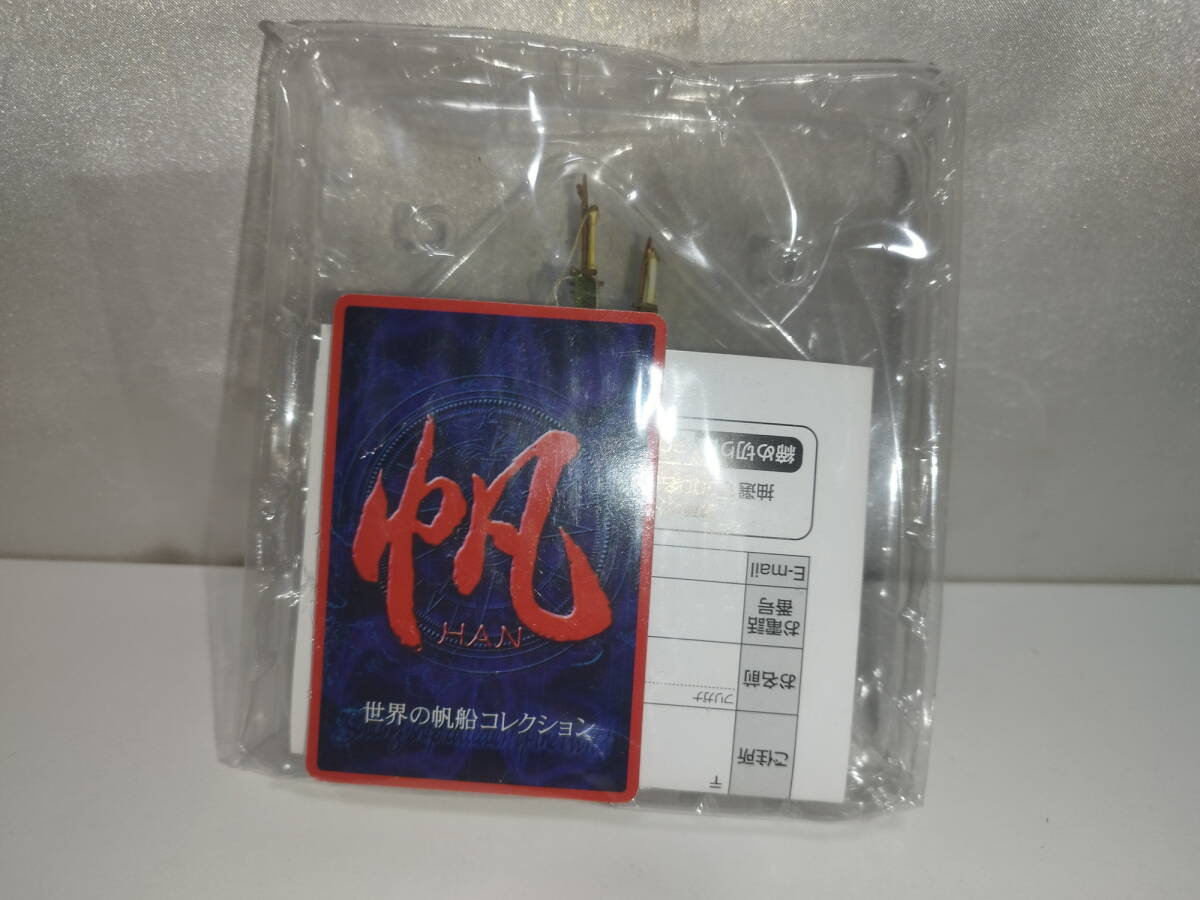 帆
HAN
世界の帆船コレクション
締め切り
抽選
E-mail
お電話
番号
お名前
フリガナ
ご住所
〒